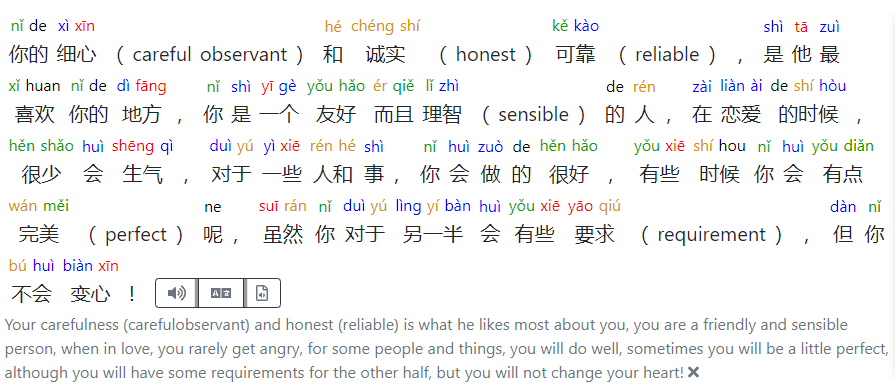 nǐ de xì xīn hé chéng shí kě kào shì tā zuì
你的 细心 ( careful observant ) 和 诚实 ( honest ) 可靠 ( reliable ) , 是 他 最
xǐ huan nǐ de dì fāng nǐ shì yī gè yǒu hǎo ér qiě lǐ zhì de rén zài liàn ài de shí hòu
喜欢 你的 地方 , 你 是 一个 友好 而且 理智 ( sensible ) 的 人 , 在 恋爱 的时候 ,
hěn shǎo huì shēng qì duì yú yì xiē rén hé shì nǐ huì zuò de hěn hǎo yǒu xiē shí hou nǐ huì yǒu diǎn
很少 会 生气 , 对于 一些 人和 事 , 你 会 做 的 很好 , 有些 时候 你 会 有点
wán měi ne suī rán nǐ duì yú lìng yí bàn huì yǒu xiē yāo qiú dàn nǐ
完美 ( perfect ) 呢 , 虽然 你 对于 另一半 会 有些 要求 ( requirement ) , 但 你
bú huì biàn xīn
不会 变心 !
Your carefulness (carefulobservant) and honest (reliable) is what he likes most about you, you are a friendly and sensible
person, when in love, you rarely get angry, for some people and things, you will do well, sometimes you will be a little perfect,
although you will have some requirements for the other half, but you will not change your heart!